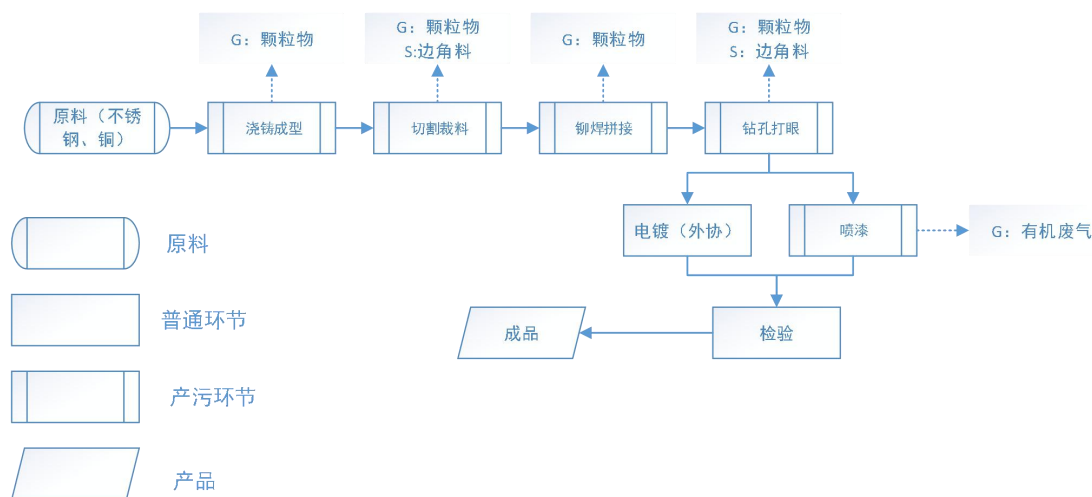 G：颗粒物
G：颗粒物
S:边角料
G：颗粒物
G：颗粒物
S：边角料
原料（不锈
钢、铜）
浇铸成型
切割裁料
铆焊拼接
钻孔打眼
电镀（外协）
喷漆
G：有机废气
原料
普通环节
成品
检验
产污环节
产品